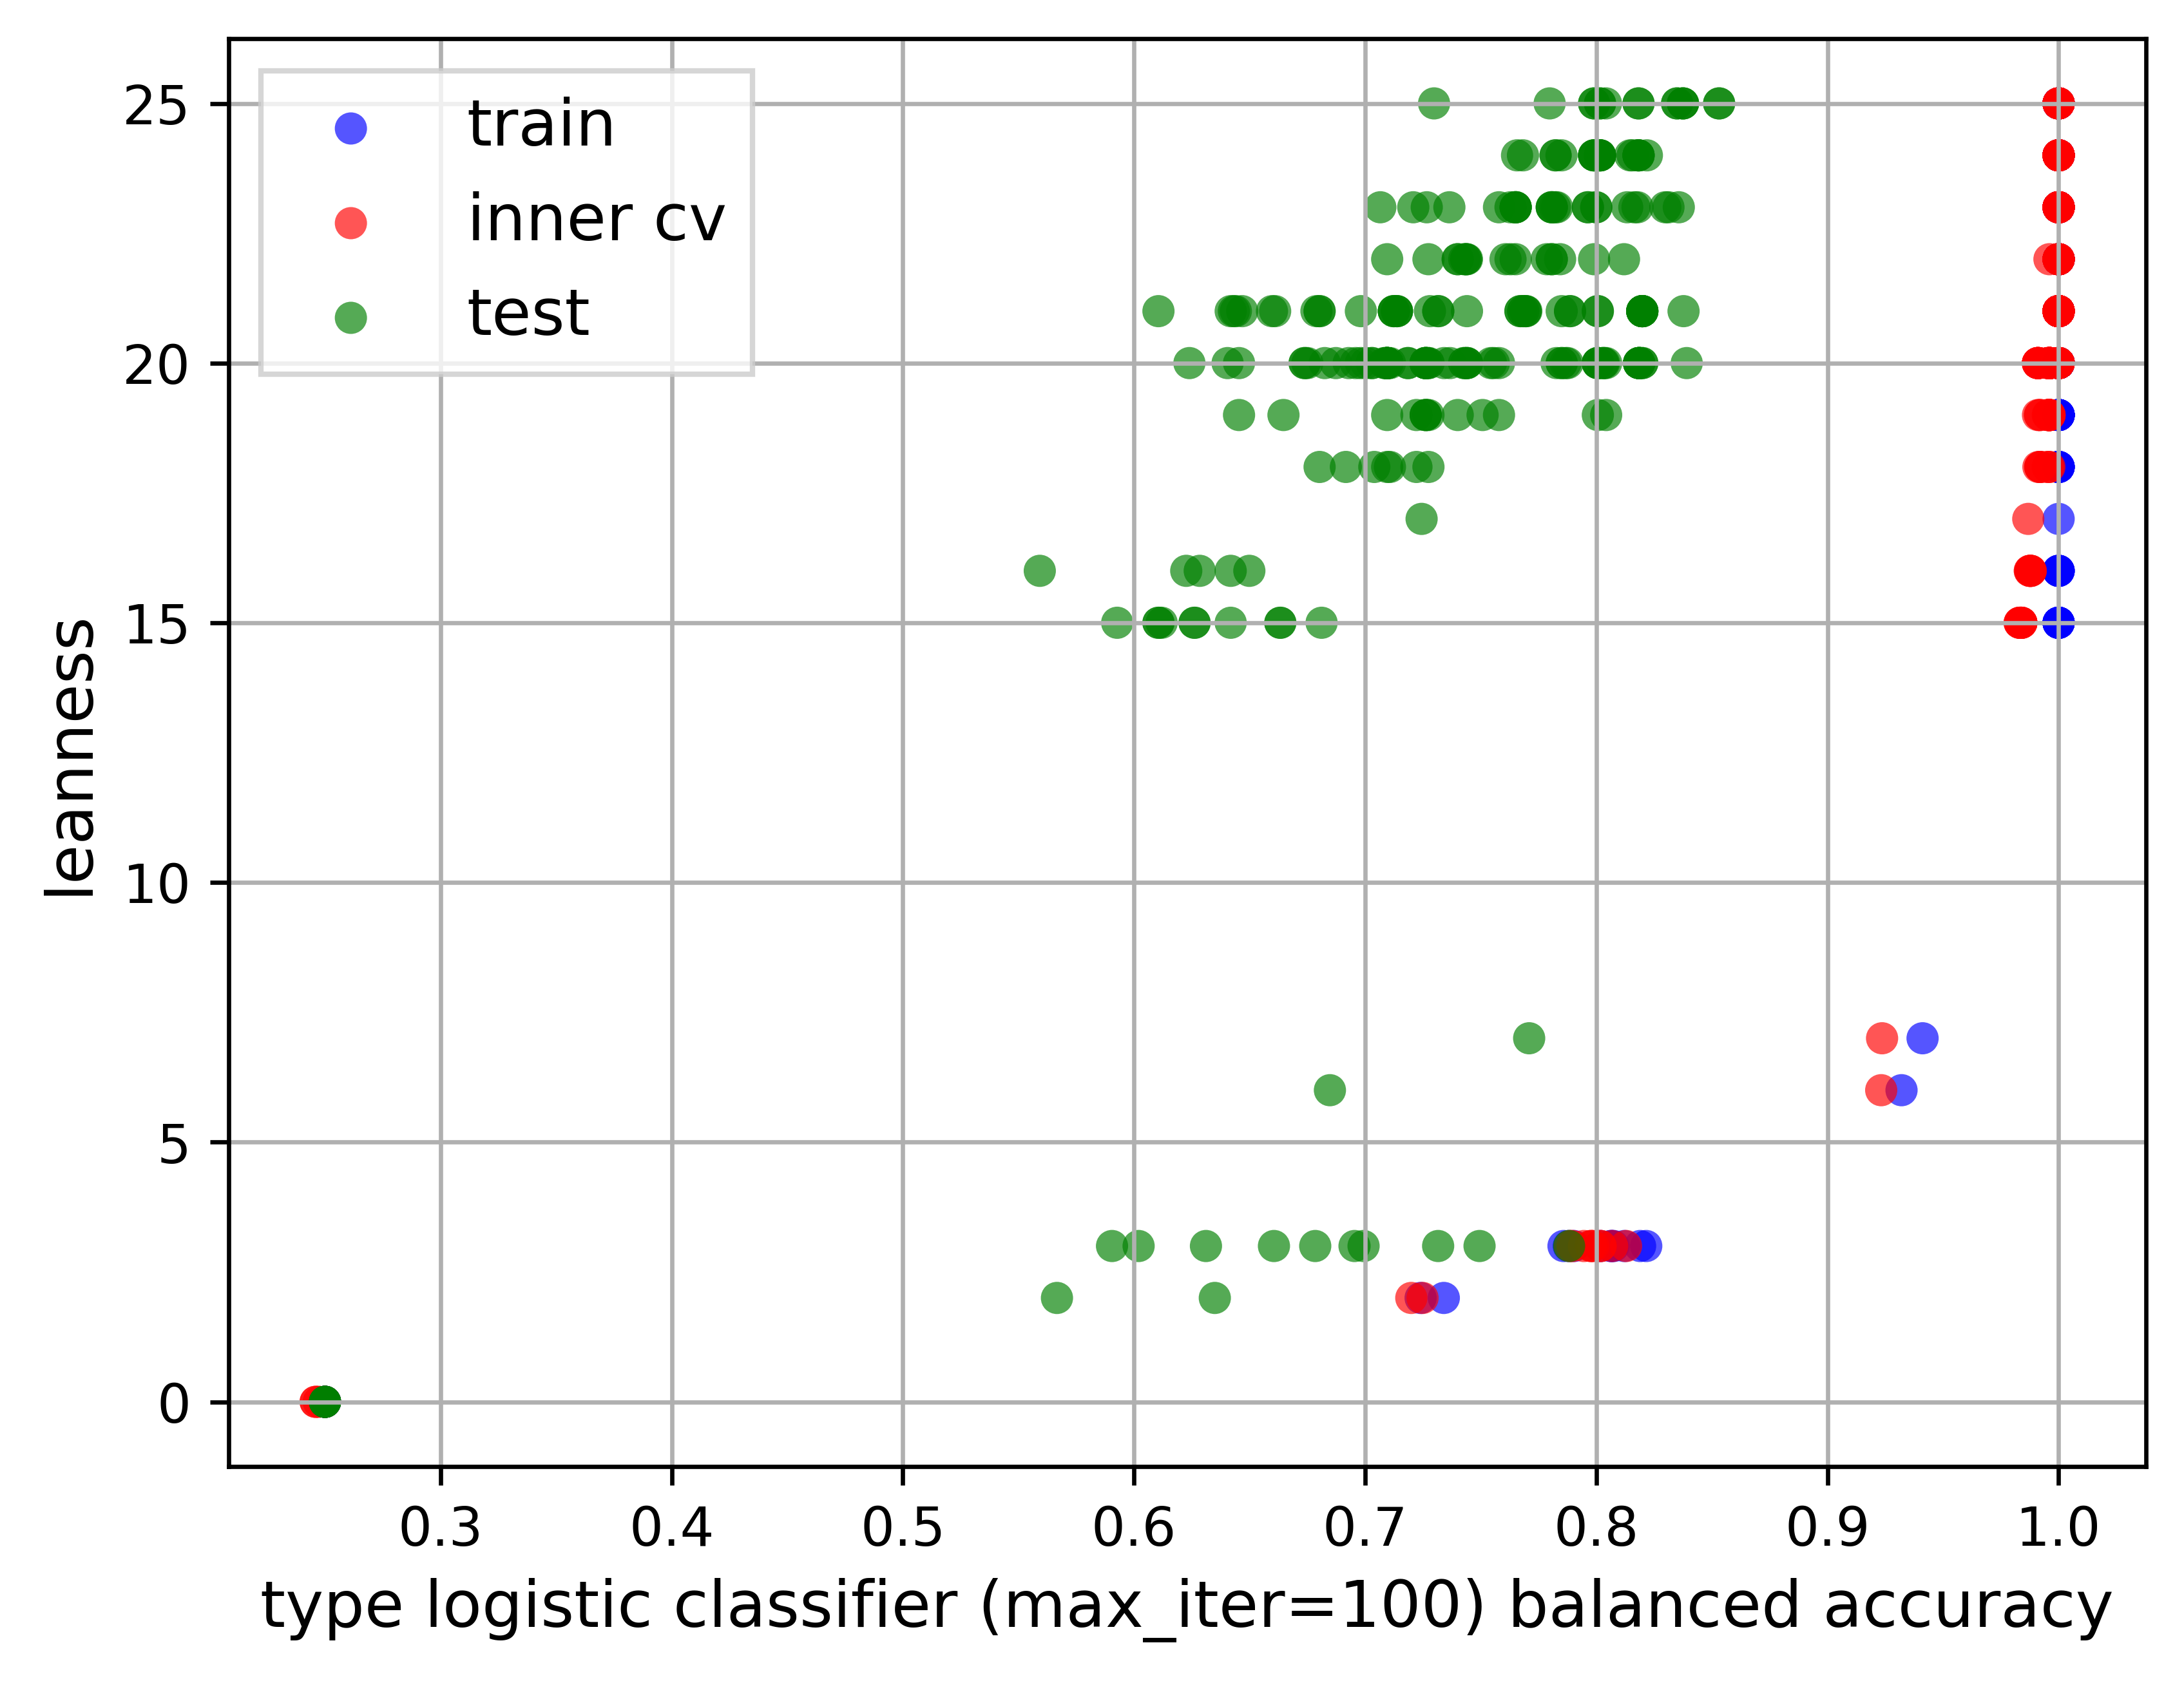 train
inner cv
test
25
20
15
10
5
0
leanness
0.3 0.4 0.5 0.6 0.7 0.8 0.9 1.0
type logistic classifier (max_iter=100) balanced accuracy